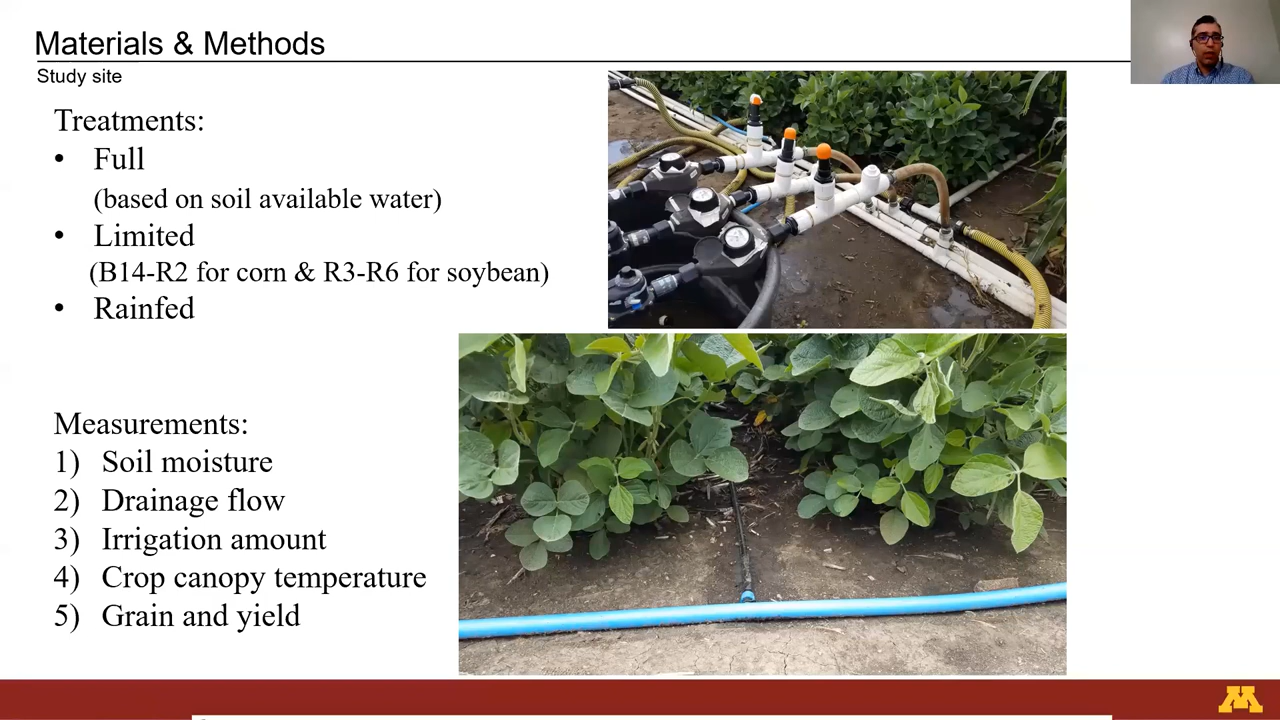 Materials & Methods
Study site
Treatments:
• Full
(based on soil available water)
• Limited
(B14-R2 for corn & R3-R6 for soybean)
• Rainfed
Measurements:
1) Soil moisture
2) Drainage flow
3) Irrigation amount
4) Crop canopy temperature
5) Grain and yield
M